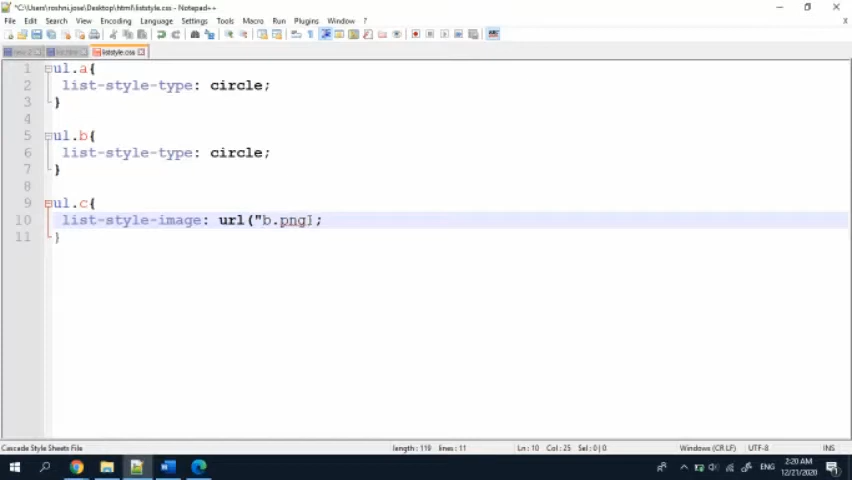 *C:\Users\roshni.jose\Desktop\html\liststyle.css - Notepad++
File Edit Search View Encoding Language Settings Tools Macro Run Plugins Window ?
liststyle.css
1 ul.a{
2 list-style-type: circle;
3 }
4
5 ul.b{
6 list-style-type: circle;
7 }
8
9 ul.c{
10 list-style-image: url("b.png;
11 }
Cascade Style Sheets File length : 119 lines : 11 Ln : 10 Col : 25 Sel : 0 | 0 Windows (CR LF) UTF-8 INS
ENG 2:20 AM
12/21/2020